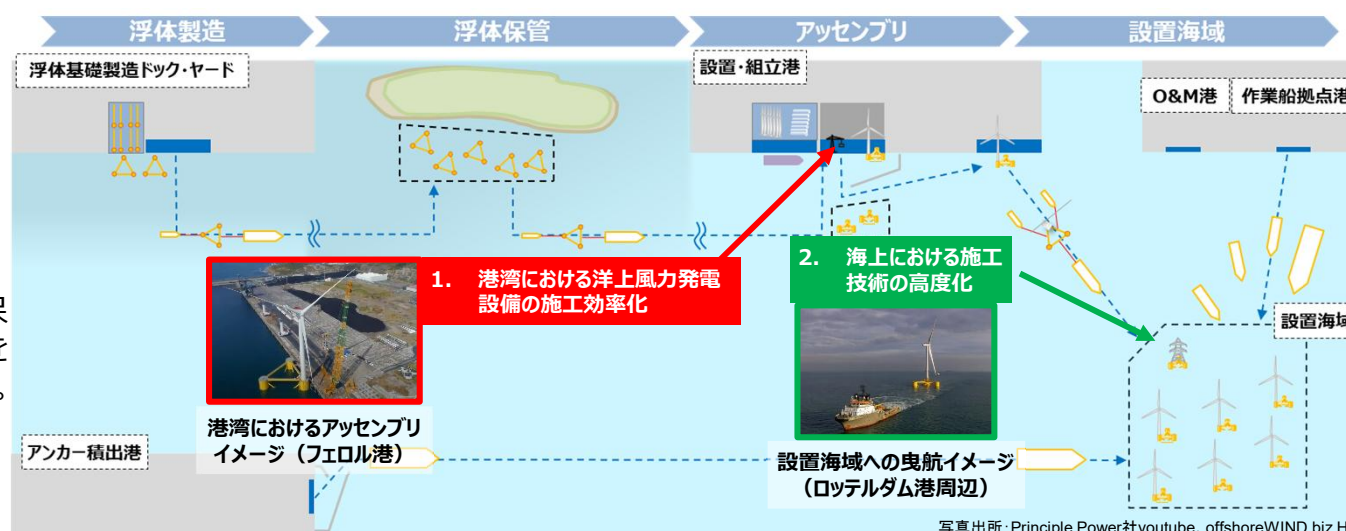 浮体製造
浮体保管
アッセンブリ
設置海域
浮体基礎製造ドック・ヤード
設置・組立港
O&M港
作業船拠点港
1. 港湾における洋上風力発電
設備の施工効率化
2. 海上における施工
技術の高度化
設置海域
を
。
港湾におけるアッセンブリ
イメージ（フェロル港）
アンカー積出港
設置海域への曳航イメージ
（ロッテルダム港周辺）
写真出所：Principle Power社youtube、offshoreWIND biz H